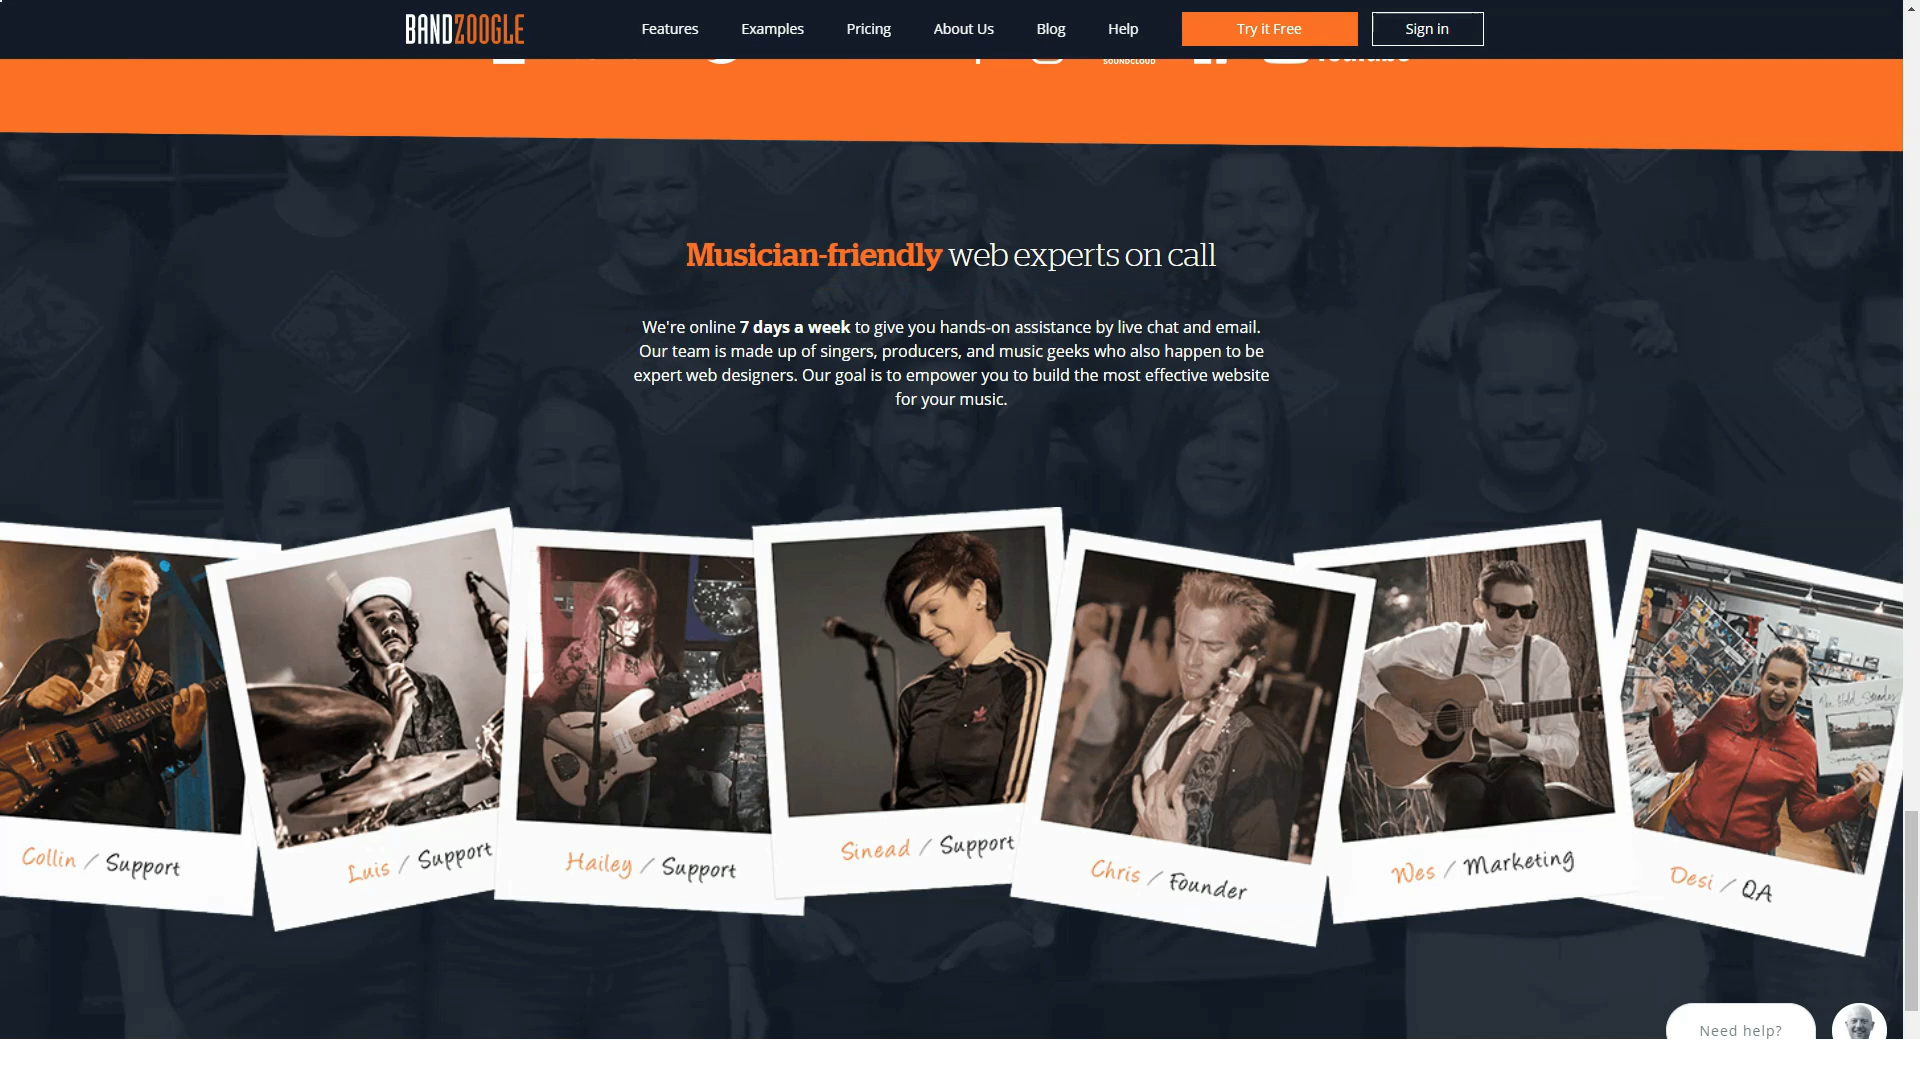 BANDZOOGLE
Features
Examples
Pricing
About Us
Blog
Help
Try it Free
Sign in
SOUNDCLOUD
Musician-friendly web experts on call
We're online 7 days a week to give you hands-on assistance by live chat and email.
Our team is made up of singers, producers, and music geeks who also happen to be
expert web designers. Our goal is to empower you to build the most effective website
for your music.
Collin / Support
Luis / Support
Hailey / Support
Sinead / Support
Chris / Founder
Wes / Marketing
Desi / QA
Need help?